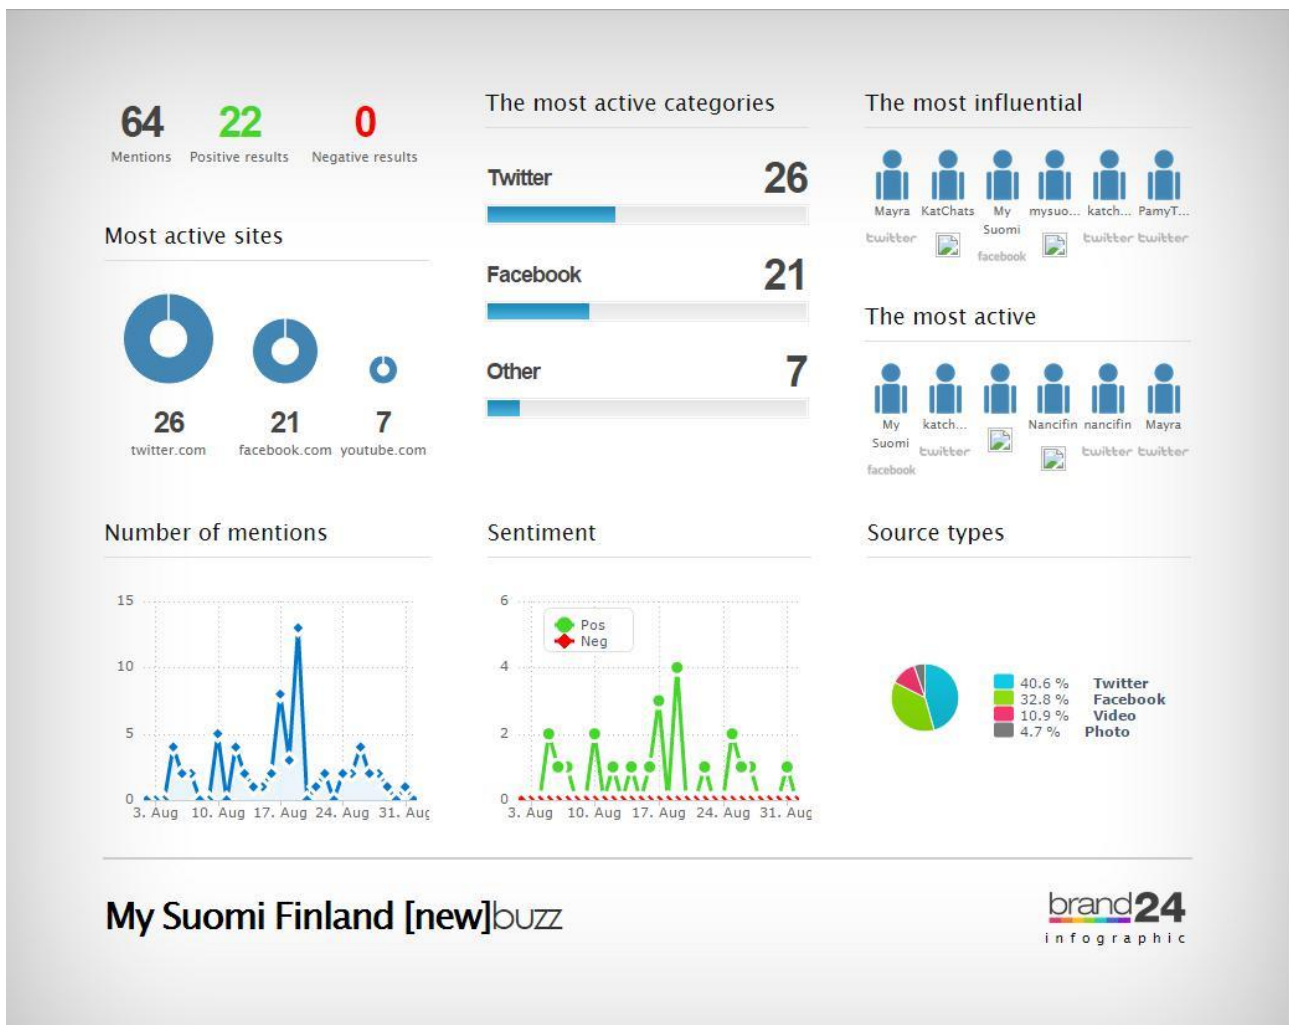 64 22 0
Mentions Positive results Negative results
Most active sites
26 21 7
twitter.com facebook.com youtube.com
The most active categories
Twitter 26
Facebook 21
Other 7
The most influential
Mayra KatChats My mysuo... katch... PamyT...
Suomi
twitter facebook twitter twitter
The most active
My katch... Nancifin nancifin Mayra
Suomi twitter twitter twitter
facebook
Number of mentions
15
10
5
0
3. Aug 10. Aug 17. Aug 24. Aug 31. Aug
Sentiment
6
Pos
Neg
4
2
0
3. Aug 10. Aug 17. Aug 24. Aug 31. Aug
Source types
40.6 % Twitter
32.8 % Facebook
10.9 % Video
4.7 % Photo
My Suomi Finland [new]buzz
brand24
infographic